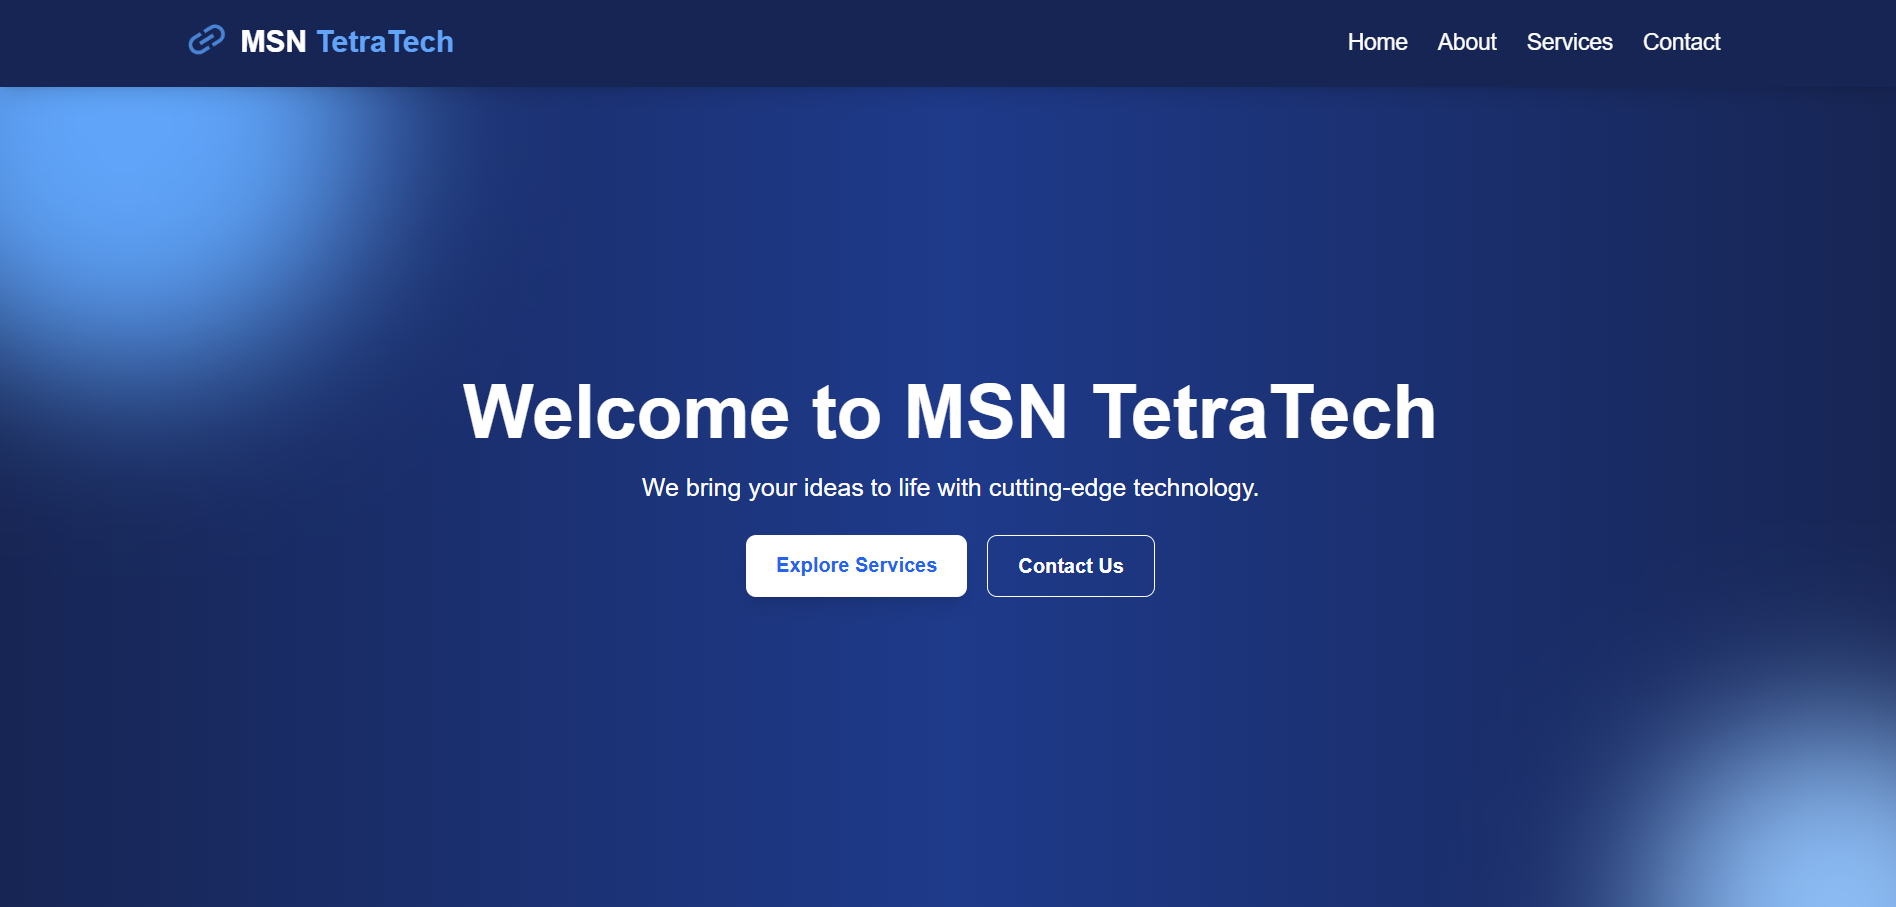 MSN TetraTech
Home About Services Contact
Welcome to MSN TetraTech
We bring your ideas to life with cutting-edge technology.
Explore Services Contact Us